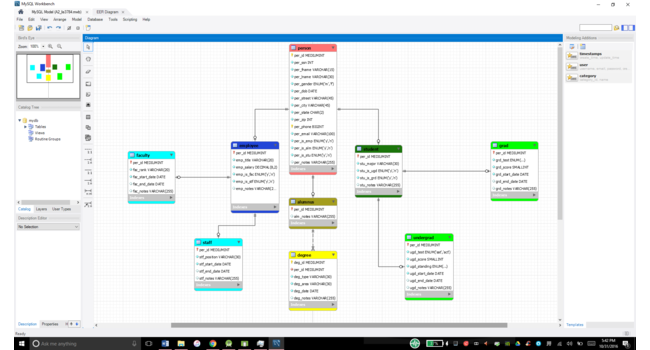 MySQL Workbench
MySQL Model (A2_lis3784.mwb)
EER Diagram
File Edit View Arrange Model Database Tools Scripting Help
Bird's Eye
Zoom: 100%
Diagram
Modeling Additions
timestamps
user
category
Catalog Tree
mydb
Tables
Views
Routine Groups
Catalog Layers User Types
Description Editor
No Selection
Description Properties
Templates
Ready
person
per_id MEDIUMINT
per_ssn INT
per_fname VARCHAR(15)
per_lname VARCHAR(30)
per_gender ENUM('m','f')
per_dob DATE
per_street VARCHAR(30)
per_city VARCHAR(30)
per_state CHAR(2)
per_zip INT
per_phone BIGINT
per_email VARCHAR(100)
per_is_emp ENUM('y','n')
per_is_alm ENUM('y','n')
per_is_stu ENUM('y','n')
per_notes VARCHAR(255)
Indexes
employee
per_id MEDIUMINT
emp_title VARCHAR(20)
emp_salary DECIMAL(8,2)
emp_is_fac ENUM('y','n')
emp_is_stf ENUM('y','n')
Indexes
faculty
per_id MEDIUMINT
fac_rank VARCHAR(20)
fac_start_date DATE
fac_end_date DATE
fac_notes VARCHAR(255)
Indexes
student
per_id MEDIUMINT
stu_major VARCHAR(30)
stu_is_ugd ENUM('y','n')
stu_is_grd ENUM('y','n')
stu_notes VARCHAR(255)
Indexes
grad
per_id MEDIUMINT
grd_test ENUM(...)
grd_score SMALLINT
grd_start_date DATE
grd_end_date DATE
grd_notes VARCHAR(255)
Indexes
alumnus
per_id MEDIUMINT
alm_notes VARCHAR(255)
Indexes
staff
per_id MEDIUMINT
stf_position VARCHAR(30)
stf_start_date DATE
stf_end_date DATE
stf_notes VARCHAR(255)
Indexes
degree
deg_id MEDIUMINT
per_id MEDIUMINT
deg_type VARCHAR(30)
deg_area VARCHAR(30)
deg_date DATE
deg_notes VARCHAR(255)
Indexes
undergrad
per_id MEDIUMINT
ugd_test ENUM('sat','act')
ugd_score SMALLINT
ugd_standing ENUM(...)
ugd_start_date DATE
ugd_end_date DATE
ugd_notes VARCHAR(255)
Indexes
Ask me anything
5:42 PM
10/31/2016